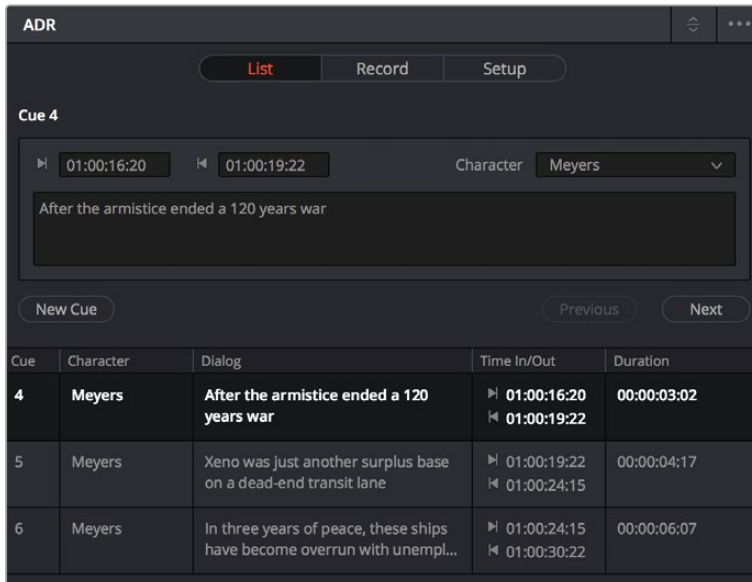 ADR
List Record Setup
Cue 4
01:00:16:20 01:00:19:22 Character Meyers
After the armistice ended a 120 years war
New Cue Previous Next
Cue Character Dialog Time In/Out Duration
4 Meyers After the armistice ended a 120 01:00:16:20 00:00:03:02
years war 01:00:19:22
5 Meyers Xeno was just another surplus base 01:00:19:22 00:00:04:17
on a dead-end transit lane 01:00:24:15
6 Meyers In three years of peace, these ships 01:00:24:15 00:00:06:07
have become overrun with unempl... 01:00:30:22